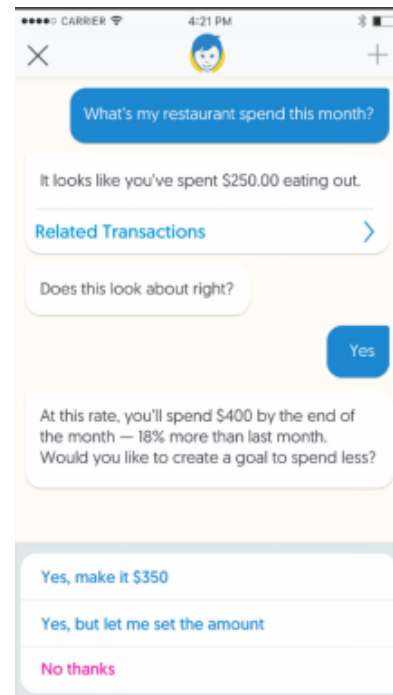 CARRIER 4:21 PM
What's my restaurant spend this month?
It looks like you've spent $250.00 eating out.
Related Transactions
Does this look about right?
Yes
At this rate, you'll spend $400 by the end of
the month — 18% more than last month.
Would you like to create a goal to spend less?
Yes, make it $350
Yes, but let me set the amount
No thanks